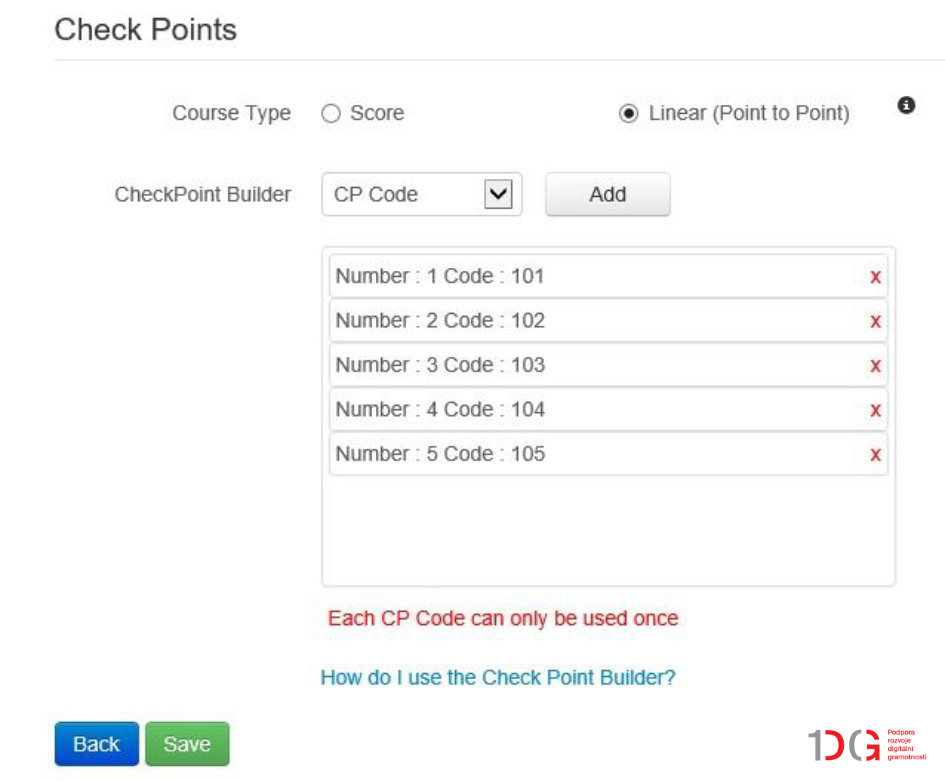 Check Points
Course Type Score Linear (Point to Point) i
CheckPoint Builder CP Code Add
Number : 1 Code : 101 x
Number : 2 Code : 102 x
Number : 3 Code : 103 x
Number : 4 Code : 104 x
Number : 5 Code : 105 x
Each CP Code can only be used once
How do I use the Check Point Builder?
Back Save
1DG
Podpora
rozvoje
digitální
gramotnosti